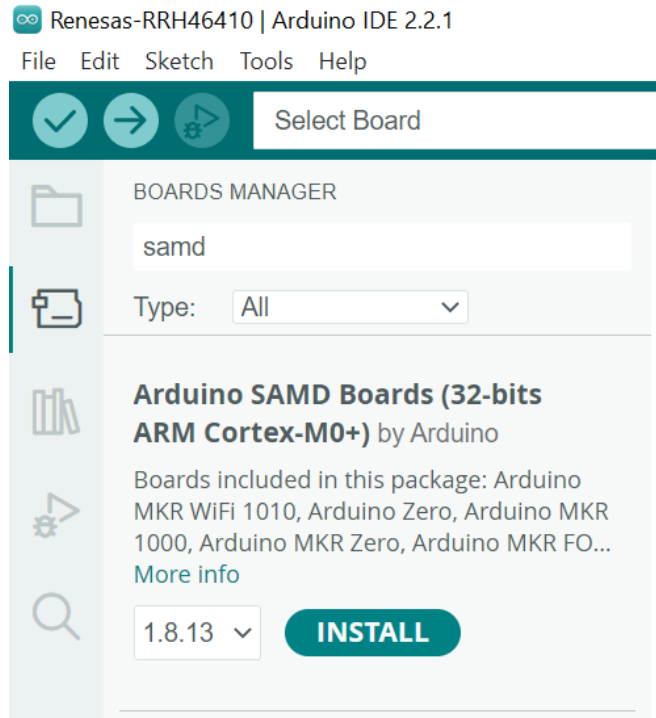 Renesas-RRH46410 | Arduino IDE 2.2.1
File Edit Sketch Tools Help
Select Board
BOARDS MANAGER
samd
Type: All
Arduino SAMD Boards (32-bits
ARM Cortex-M0+) by Arduino
Boards included in this package: Arduino
MKR WiFi 1010, Arduino Zero, Arduino MKR
1000, Arduino MKR Zero, Arduino MKR FO...
More info
1.8.13 INSTALL